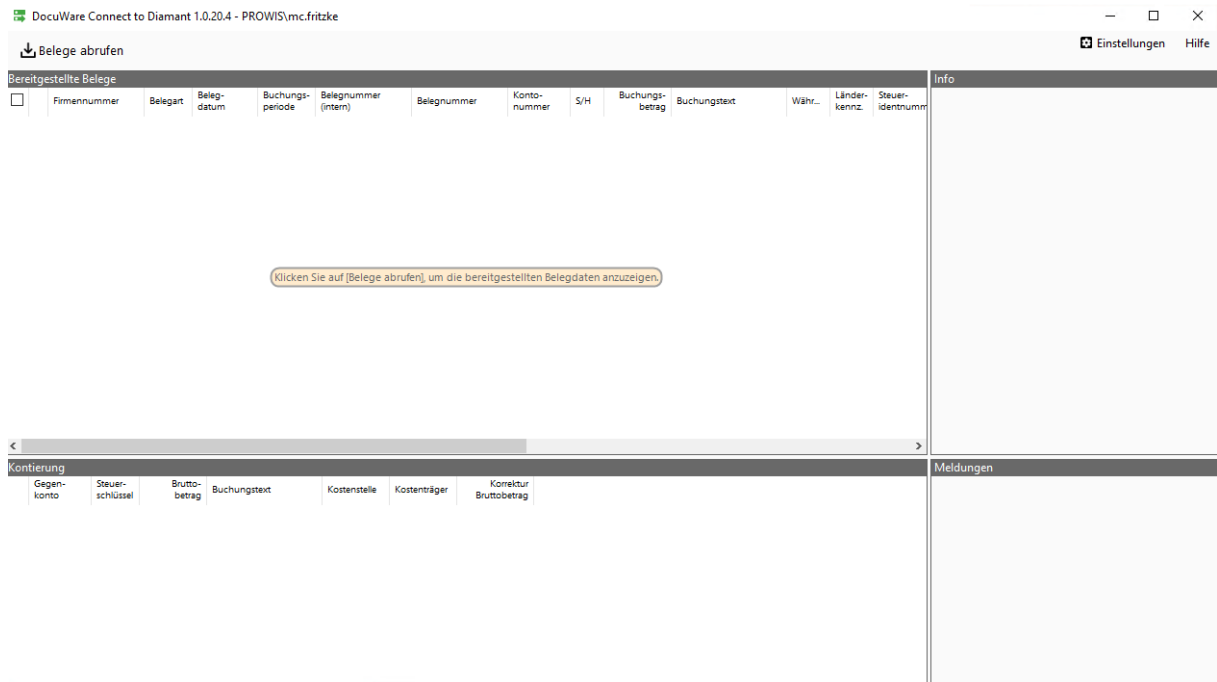 DocuWare Connect to Diamant 1.0.20.4 - PROWIS\mc.fritzke
Belege abrufen
Einstellungen Hilfe
Bereitgestellte Belege
Info
Firmennummer
Belegart
Beleg-
datum
Buchungs-
periode
Belegnummer
(intern)
Belegnummer
Konto-
nummer
S/H
Buchungs-
betrag
Buchungstext
Währ...
Länder-
kennz.
Steuer-
identnumm
Klicken Sie auf [Belege abrufen], um die bereitgestellten Belegdaten anzuzeigen.
Kontierung
Meldungen
Gegen-
konto
Steuer-
schlüssel
Brutto-
betrag
Buchungstext
Kostenstelle
Kostenträger
Korrektur
Bruttobetrag